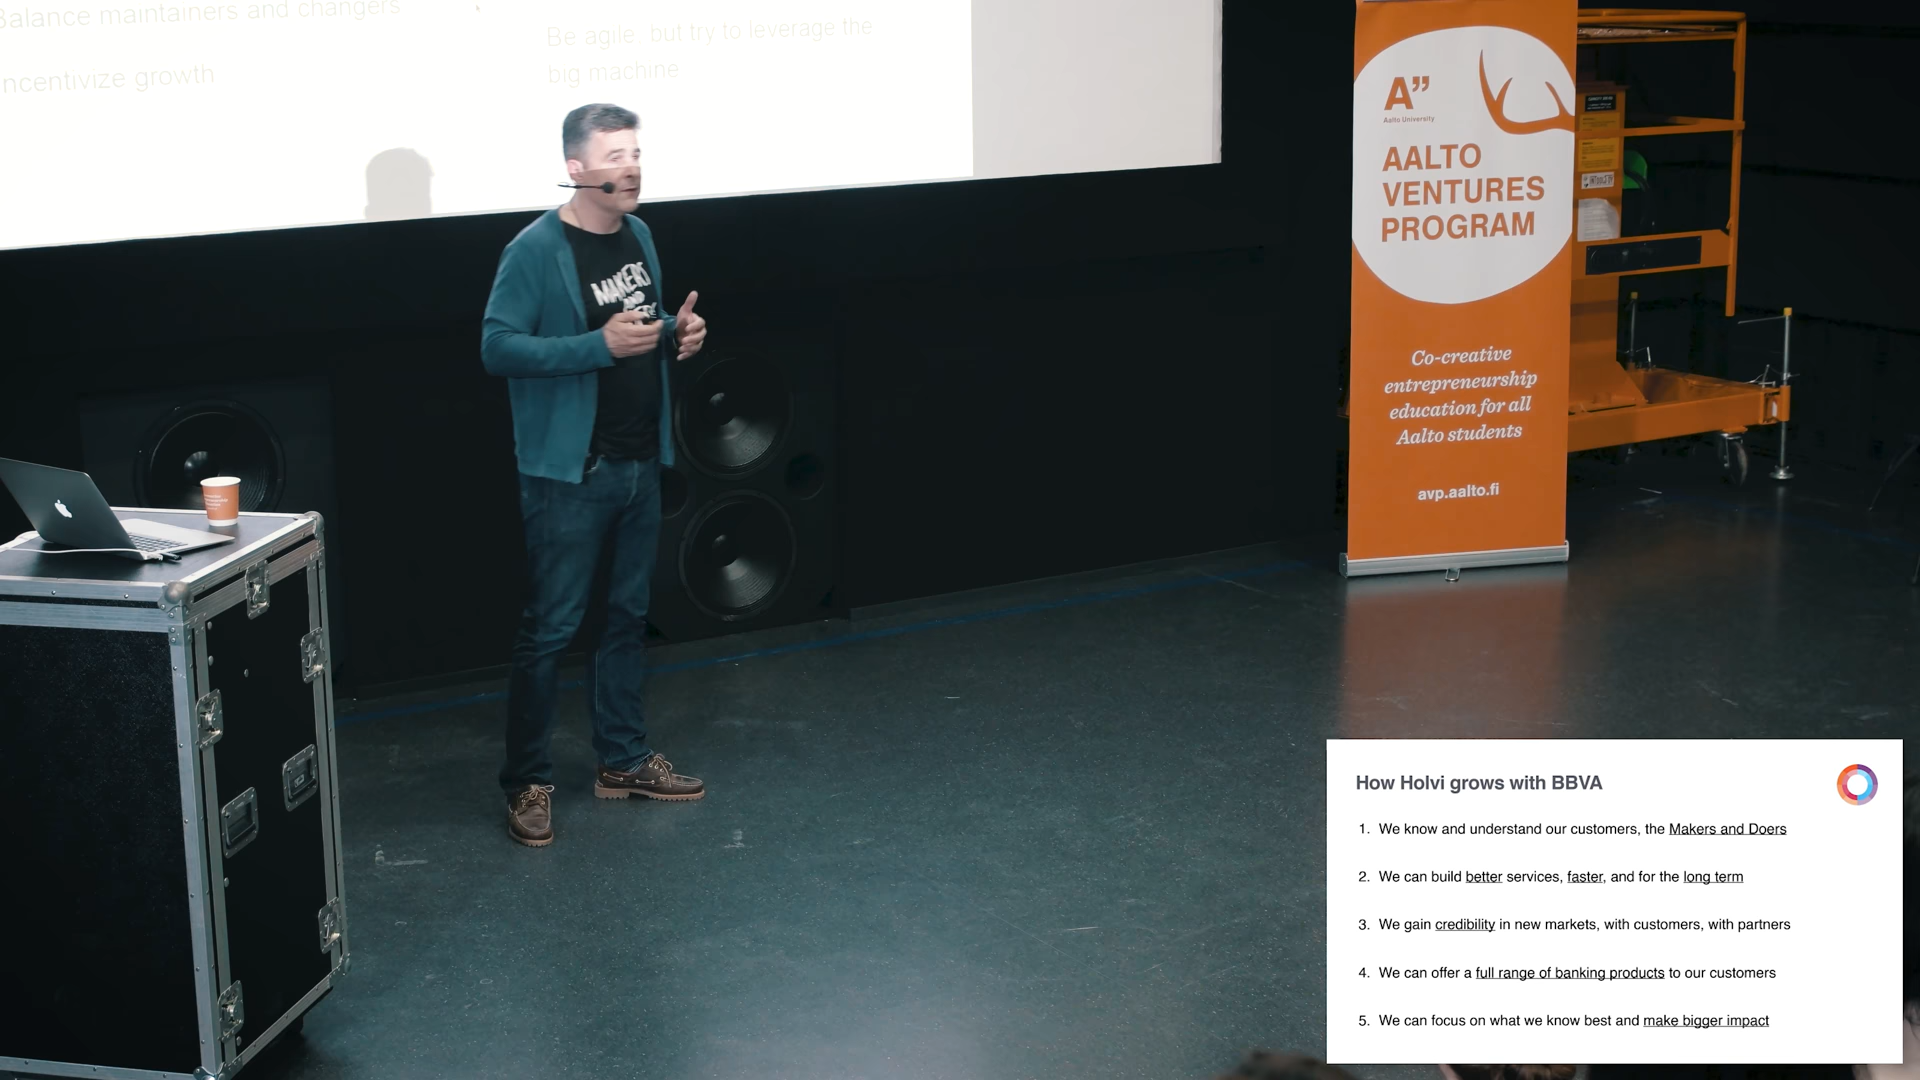 Balance maintainers and changers
ncentivize growth
Be agile, but try to leverage the
big machine
MAKERS
AND
A”
Aalto University
AALTO
VENTURES
PROGRAM
Co-creative
entrepreneurship
education for all
Aalto students
avp.aalto.fi
How Holvi grows with BBVA
1. We know and understand our customers, the Makers and Doers
2. We can build better services, faster, and for the long term
3. We gain credibility in new markets, with customers, with partners
4. We can offer a full range of banking products to our customers
5. We can focus on what we know best and make bigger impact